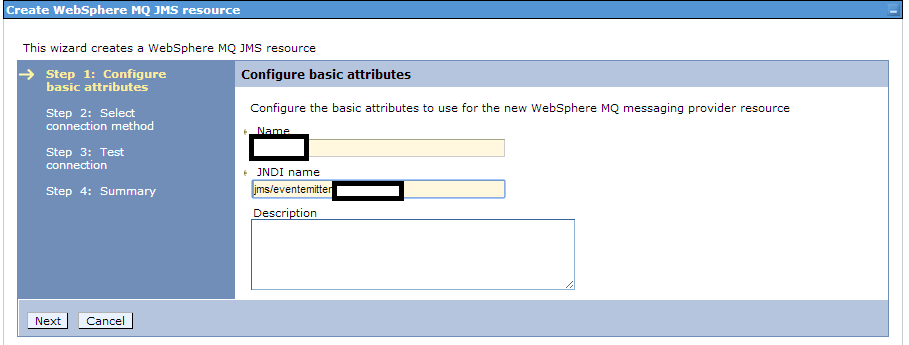 Create WebSphere MQ JMS resource
This wizard creates a WebSphere MQ JMS resource
Step 1: Configure
basic attributes
Step 2: Select
connection method
Step 3: Test
connection
Step 4: Summary
Configure basic attributes
Configure the basic attributes to use for the new WebSphere MQ messaging provider resource
Name
JNDI name
jms/eventemitter
Description
Next
Cancel